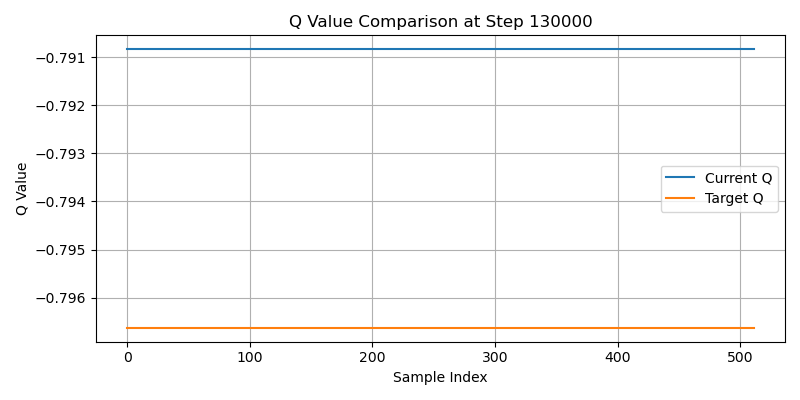 Q Value Comparison at Step 130000
Q Value
−0.791
−0.792
−0.793
−0.794
−0.795
−0.796
Current Q
Target Q
0
100
200
300
400
500
Sample Index